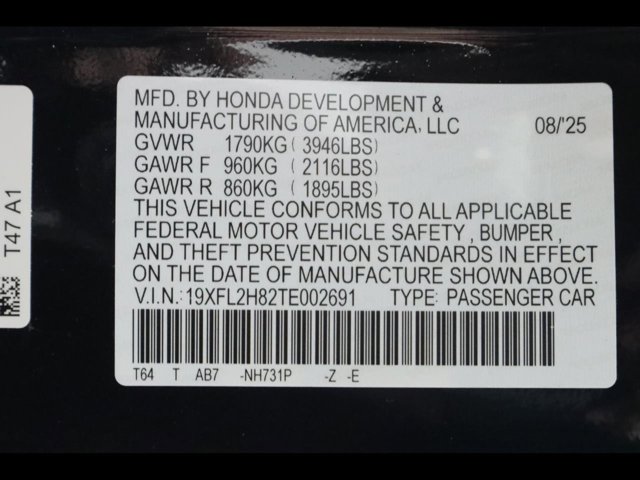 MFD. BY HONDA DEVELOPMENT &
MANUFACTURING OF AMERICA, LLC 08/'25
GVWR 1790KG ( 3946LBS)
GAWR F 960KG ( 2116LBS)
GAWR R 860KG ( 1895LBS)
THIS VEHICLE CONFORMS TO ALL APPLICABLE
FEDERAL MOTOR VEHICLE SAFETY , BUMPER ,
AND THEFT PREVENTION STANDARDS IN EFFECT
ON THE DATE OF MANUFACTURE SHOWN ABOVE.
V.I.N.:19XFL2H82TE002691 TYPE: PASSENGER CAR
T64 T AB7 -NH731P -Z -E
T47 A1